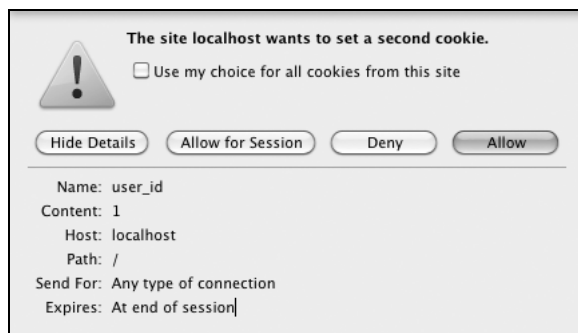 The site localhost wants to set a second cookie.
Use my choice for all cookies from this site
Hide Details Allow for Session Deny Allow
Name: user_id
Content: 1
Host: localhost
Path: /
Send For: Any type of connection
Expires: At end of session